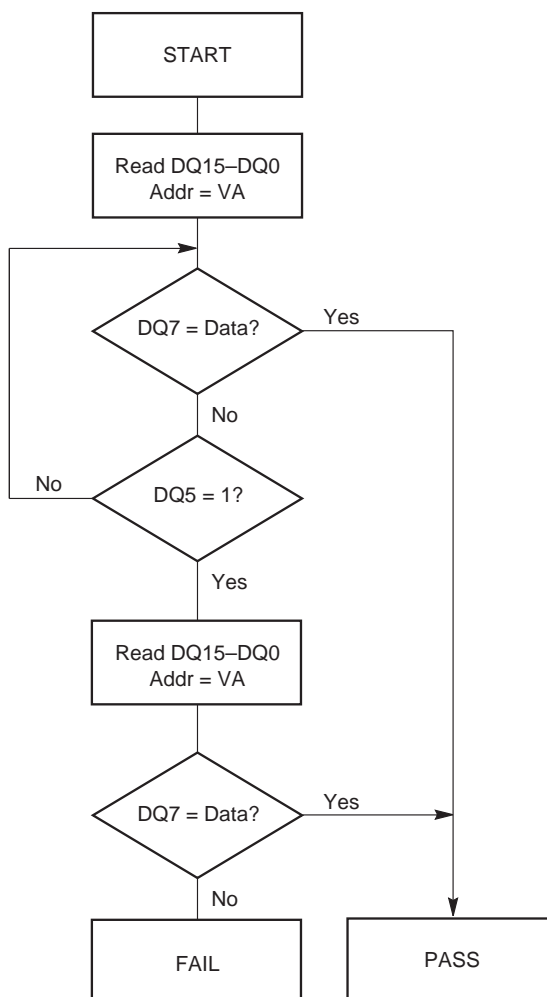 START
Read DQ15–DQ0
Addr = VA
DQ7 = Data?
Yes
No
No
DQ5 = 1?
Yes
Read DQ15–DQ0
Addr = VA
DQ7 = Data?
Yes
No
FAIL
PASS